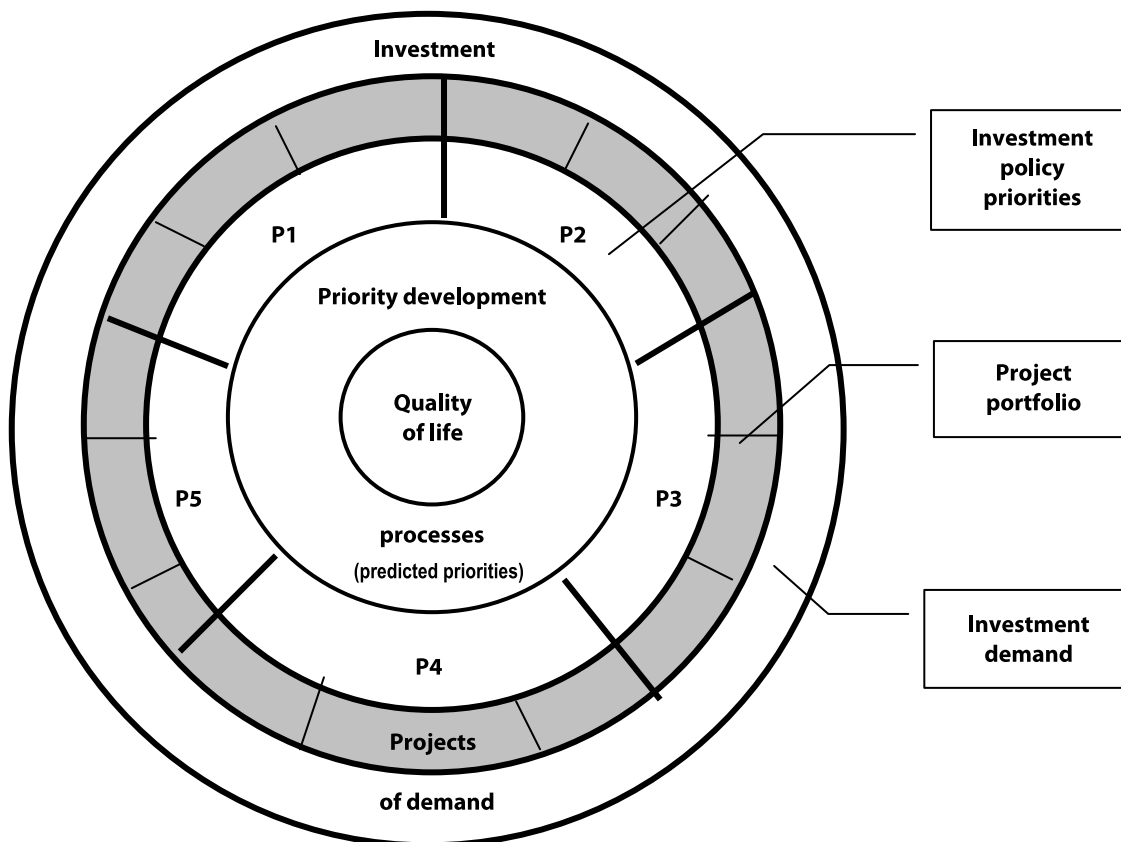 Investment
P1
P2
Priority development
Quality
of life
P5
P3
processes
(predicted priorities)
P4
Projects
of demand
Investment
policy
priorities
Project
portfolio
Investment
demand